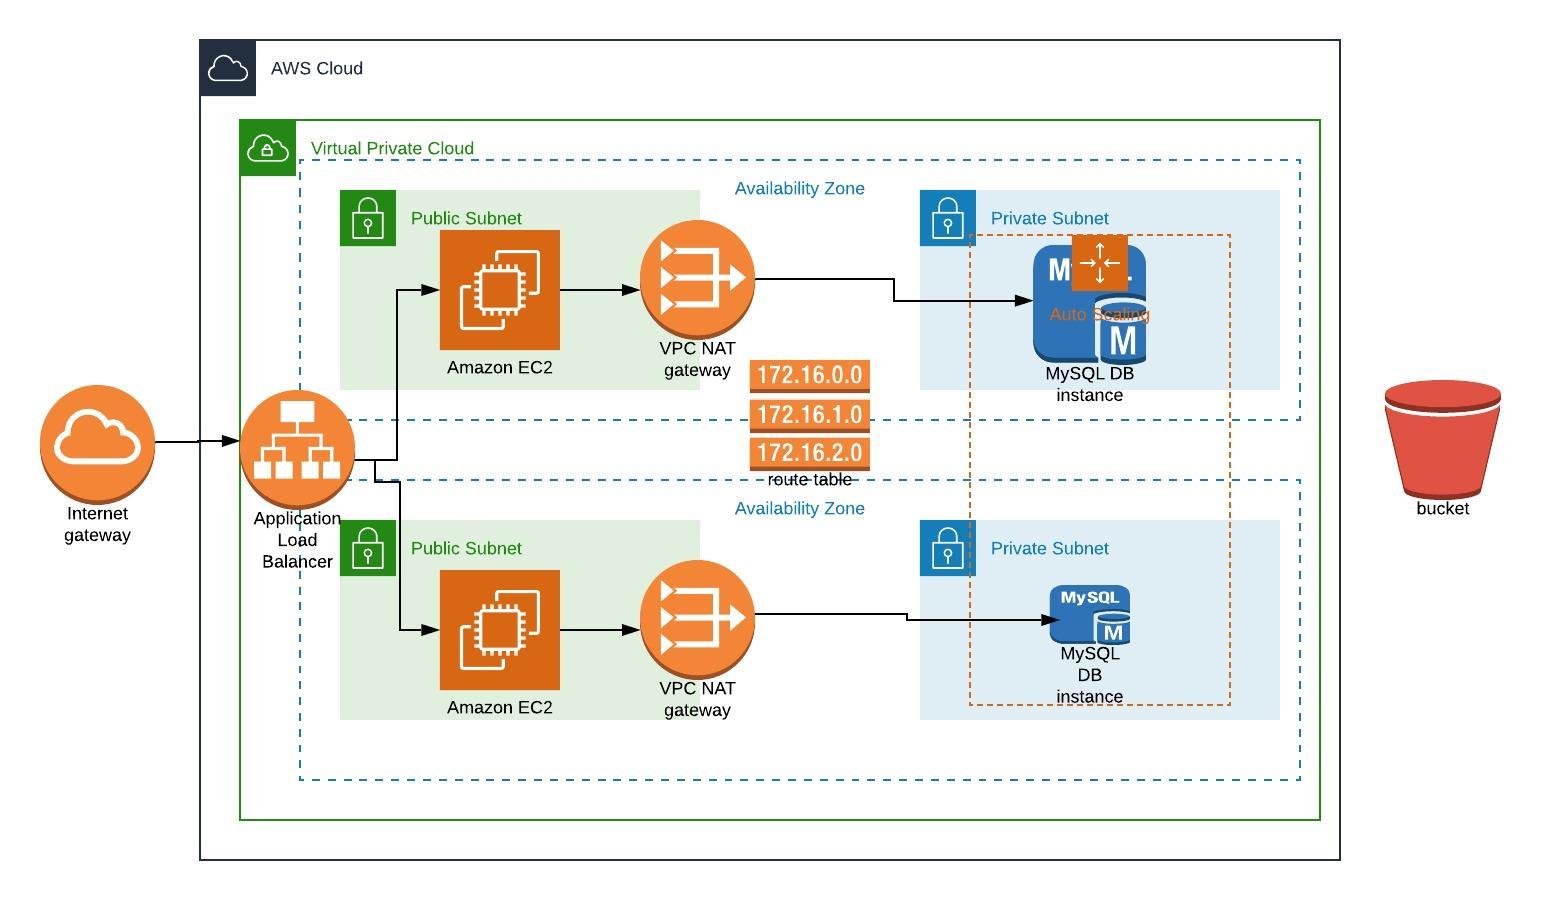 AWS Cloud
Virtual Private Cloud
Availability Zone
Public Subnet
Private Subnet
Auto Scaling
M
Amazon EC2
VPC NAT
gateway
MySQL DB
instance
172.16.0.0
172.16.1.0
172.16.2.0
route table
Internet
gateway
Application
Load
Balancer
bucket
Availability Zone
Public Subnet
Private Subnet
MySQL
M
MySQL
DB
instance
Amazon EC2
VPC NAT
gateway